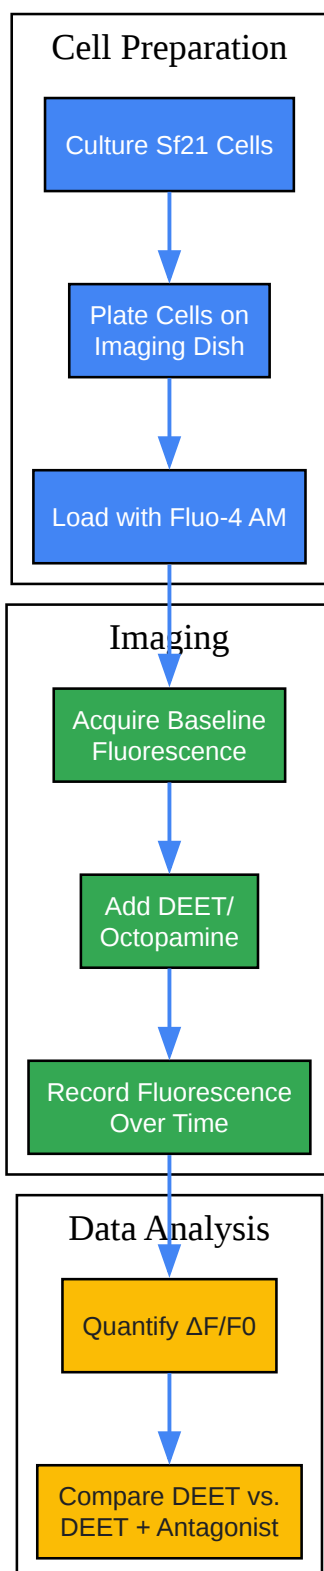 Cell Preparation
Culture Sf21 Cells
Plate Cells on
Imaging Dish
Load with Fluo-4 AM
Imaging
Acquire Baseline
Fluorescence
Add DEET/
Octopamine
Record Fluorescence
Over Time
Data Analysis
Quantify ΔF/F0
Compare DEET vs.
DEET + Antagonist